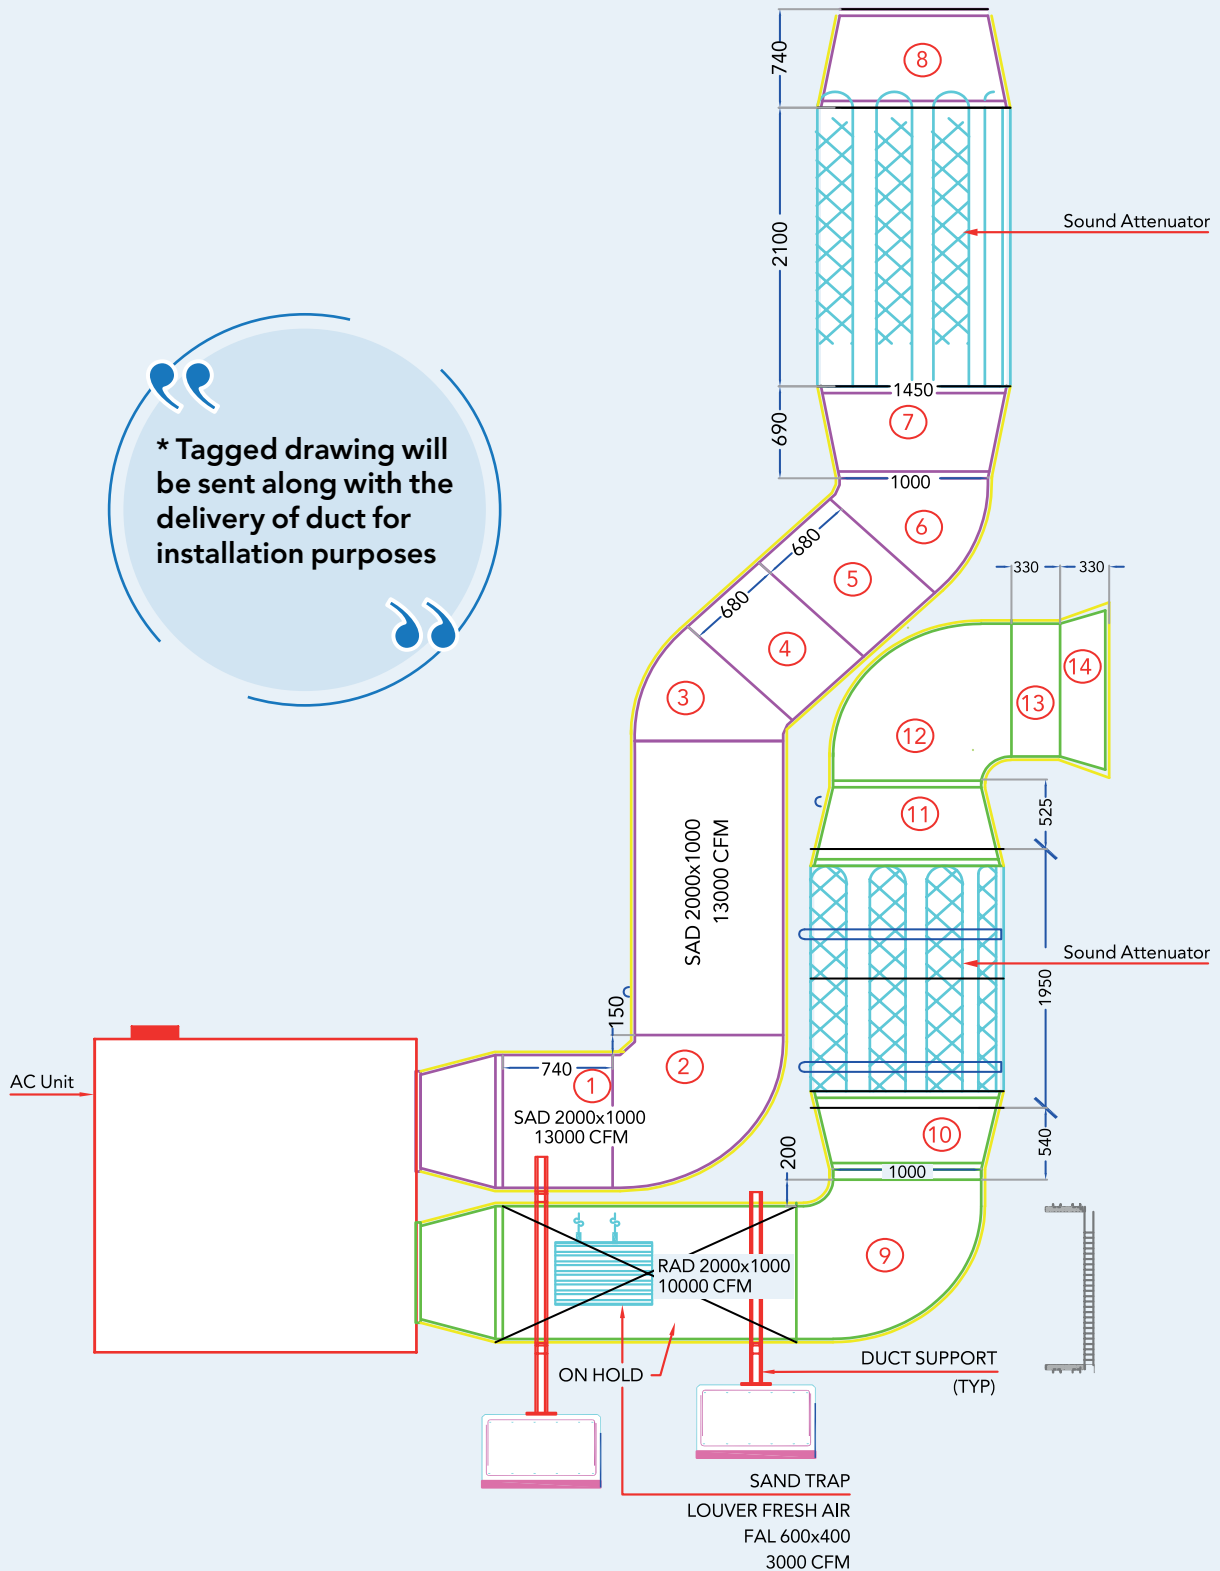 740
8
2100
Sound Attenuator
1450
690
7
1000
6
* Tagged drawing will
be sent along with the
delivery of duct for
installation purposes
680
5
680
4
3
330
330
14
13
12
11
525
SAD 2000x1000
13000 CFM
Sound Attenuator
1950
150
2
740
1
AC Unit
SAD 2000x1000
13000 CFM
10
540
200
1000
9
RAD 2000x1000
10000 CFM
ON HOLD
DUCT SUPPORT
(TYP)
SAND TRAP
LOUVER FRESH AIR
FAL 600x400
3000 CFM